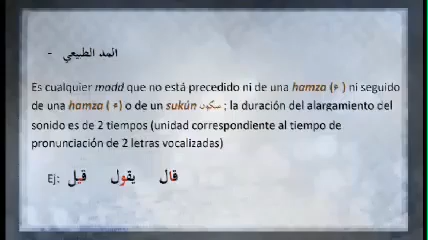 - المد الطبيعي
Es cualquier madd que no está precedido ni de una hamza (ء) ni seguido
de una hamza (ء) o de un sukún سكون; la duración del alargamiento del
sonido es de 2 tiempos (unidad correspondiente al tiempo de
pronunciación de 2 letras vocalizadas)
Ej: قال يقول قيل